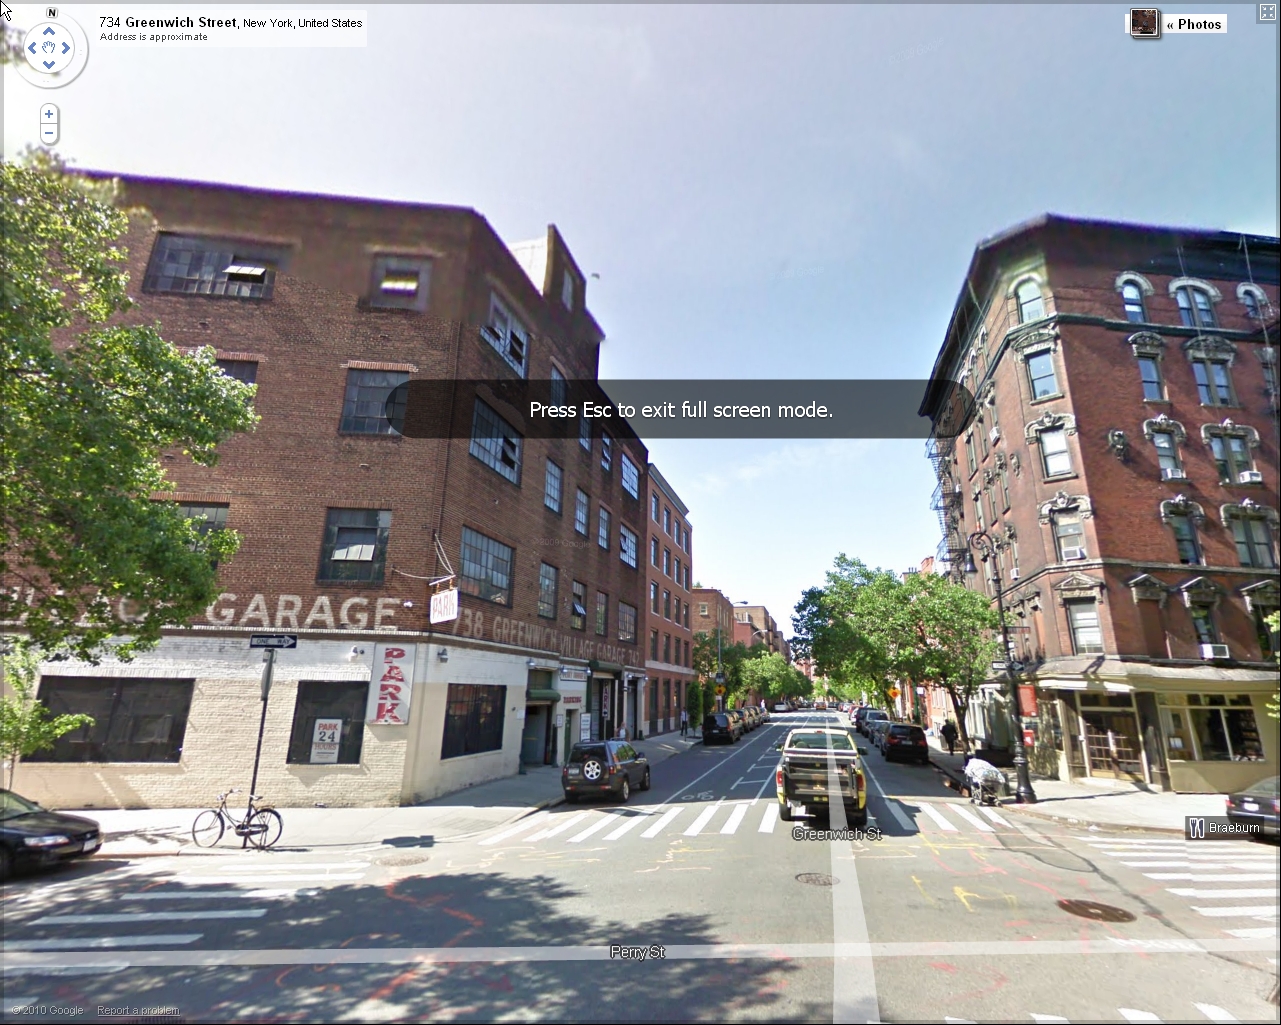 N
734 Greenwich Street, New York, United States
Address is approximate
« Photos
Press Esc to exit full screen mode.
GARAGE
PARK
738 GREENWICH VILLAGE GARAGE 742
ONE WAY
PARK
PARK
24
HOURS
PARKING
Greenwich St
Braeburn
Perry St
© 2010 Google
Report a problem